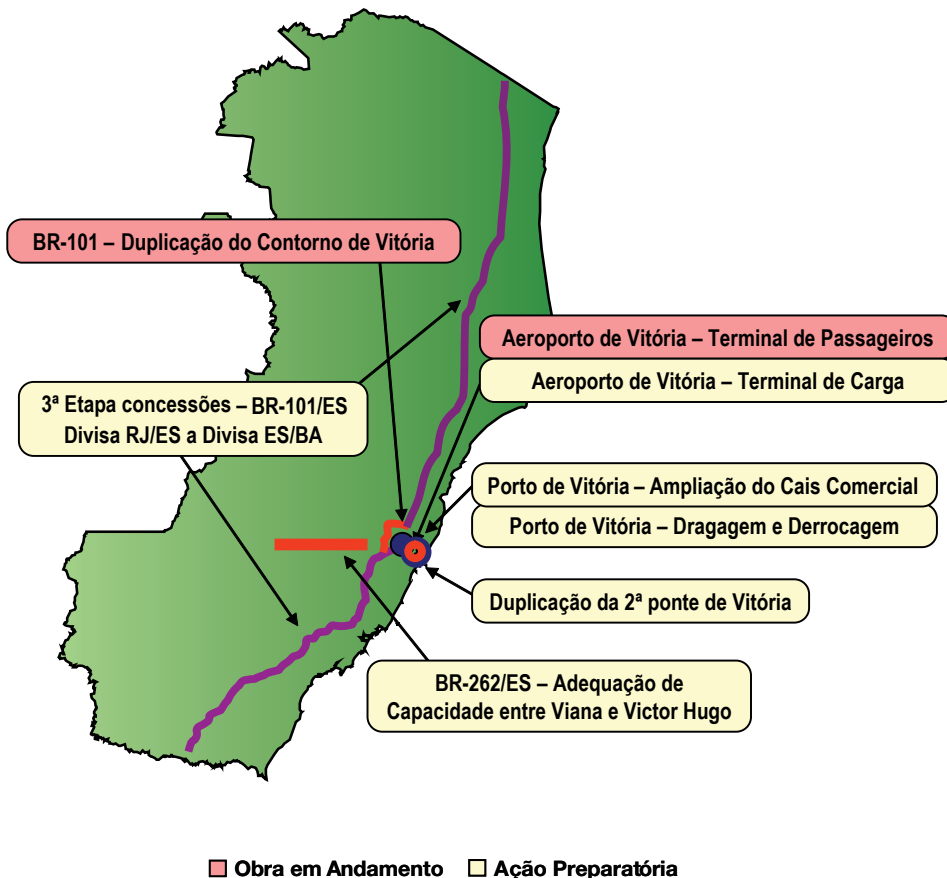 BR-101 – Duplicação do Contorno de Vitória
Aeroporto de Vitória – Terminal de Passageiros
Aeroporto de Vitória – Terminal de Carga
3ª Etapa concessões – BR-101/ES
Divisa RJ/ES a Divisa ES/BA
Porto de Vitória – Ampliação do Cais Comercial
Porto de Vitória – Dragagem e Derrocagem
Duplicação da 2ª ponte de Vitória
BR-262/ES – Adequação de
Capacidade entre Viana e Victor Hugo
Obra em Andamento Ação Preparatória